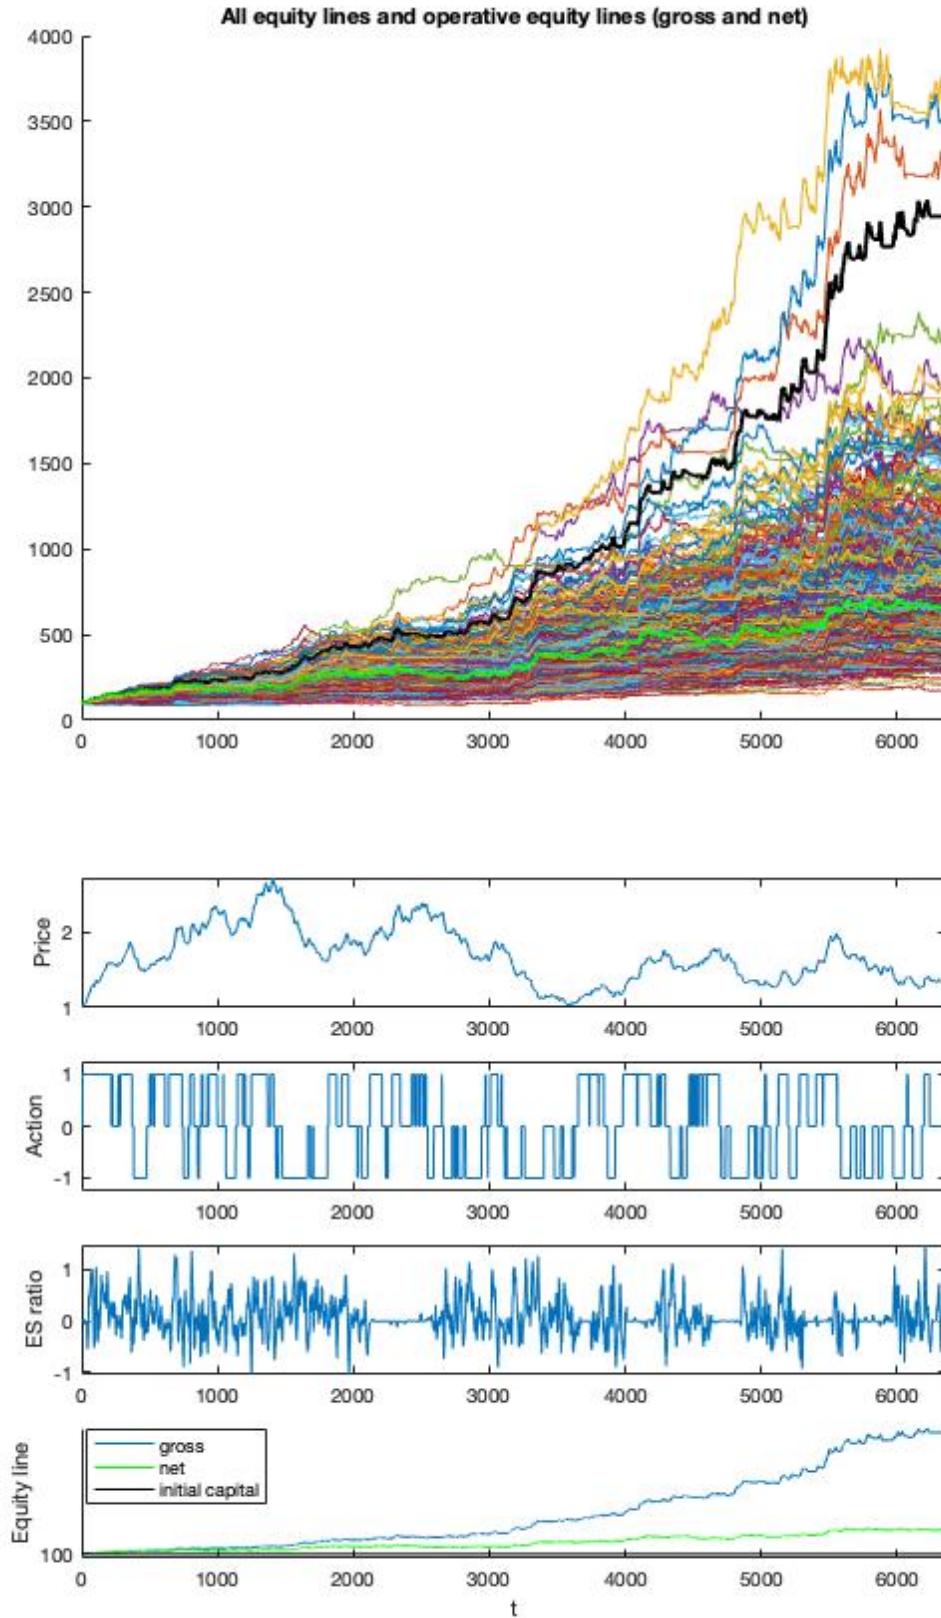 All equity lines and operative equity lines (gross and net)
4000
3500
3000
2500
2000
1500
1000
500
0
0 1000 2000 3000 4000 5000 6000
Price
2
1
1000 2000 3000 4000 5000 6000
Action
1
0
-1
1000 2000 3000 4000 5000 6000
ES ratio
1
0
-1
0 1000 2000 3000 4000 5000 6000
Equity line
gross
net
initial capital
100
0 1000 2000 3000 4000 5000 6000
t